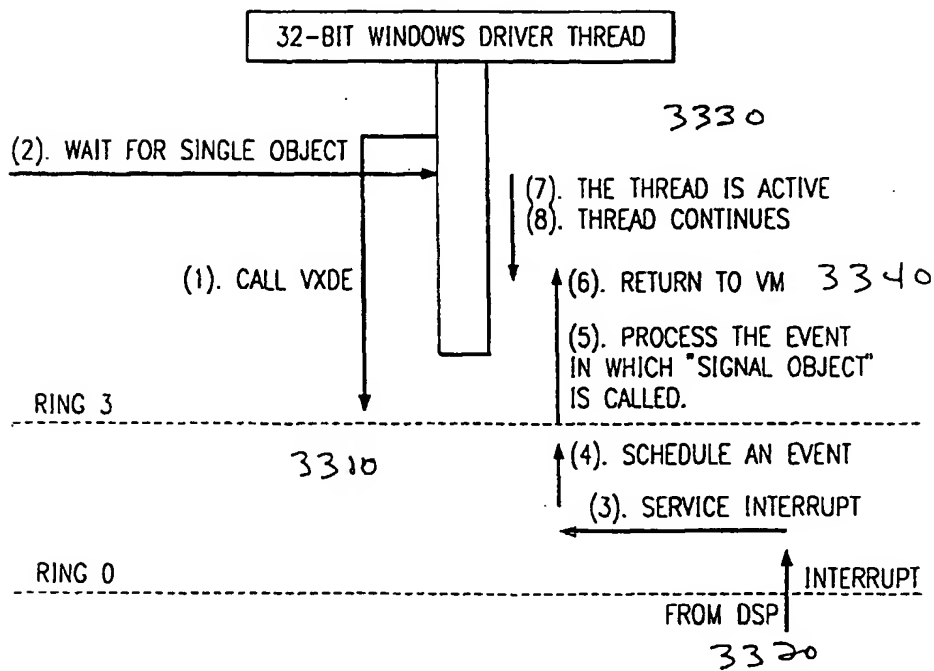 32-BIT WINDOWS DRIVER THREAD
3330
(2). WAIT FOR SINGLE OBJECT
(7). THE THREAD IS ACTIVE
(8). THREAD CONTINUES
(1). CALL VXDE
(6). RETURN TO VM 3340
(5). PROCESS THE EVENT
IN WHICH "SIGNAL OBJECT"
IS CALLED.
RING 3
3310
(4). SCHEDULE AN EVENT
(3). SERVICE INTERRUPT
RING 0
INTERRUPT
FROM DSP
3320